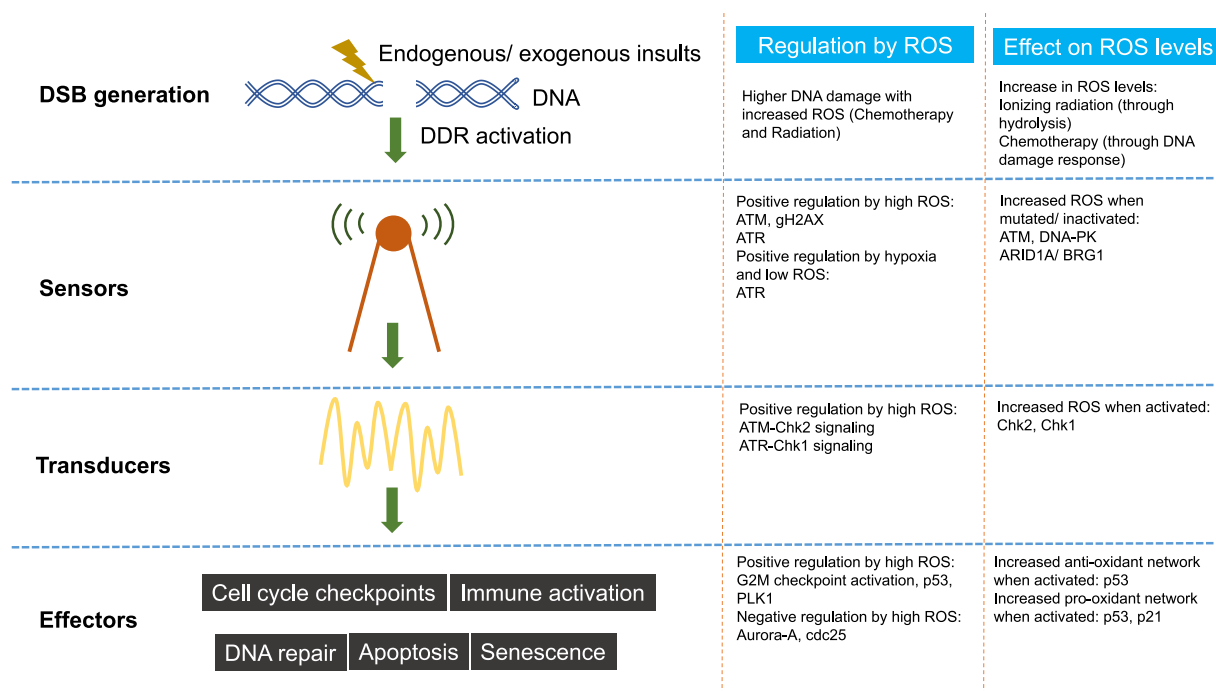 Regulation by ROS
Effect on ROS levels
DSB generation
Endogenous/ exogenous insults
DNA
DDR activation
Higher DNA damage with
increased ROS (Chemotherapy
and Radiation)
Increase in ROS levels:
Ionizing radiation (through
hydrolysis)
Chemotherapy (through DNA
damage response)
Sensors
Positive regulation by high ROS:
ATM, gH2AX
ATR
Positive regulation by hypoxia
and low ROS:
ATR
Increased ROS when
mutated/ inactivated:
ATM, DNA-PK
ARID1A/ BRG1
Transducers
Positive regulation by high ROS:
ATM-Chk2 signaling
ATR-Chk1 signaling
Increased ROS when activated:
Chk2, Chk1
Effectors
Cell cycle checkpoints
Immune activation
DNA repair
Apoptosis
Senescence
Positive regulation by high ROS:
G2M checkpoint activation, p53,
PLK1
Negative regulation by high ROS:
Aurora-A, cdc25
Increased anti-oxidant network
when activated: p53
Increased pro-oxidant network
when activated: p53, p21